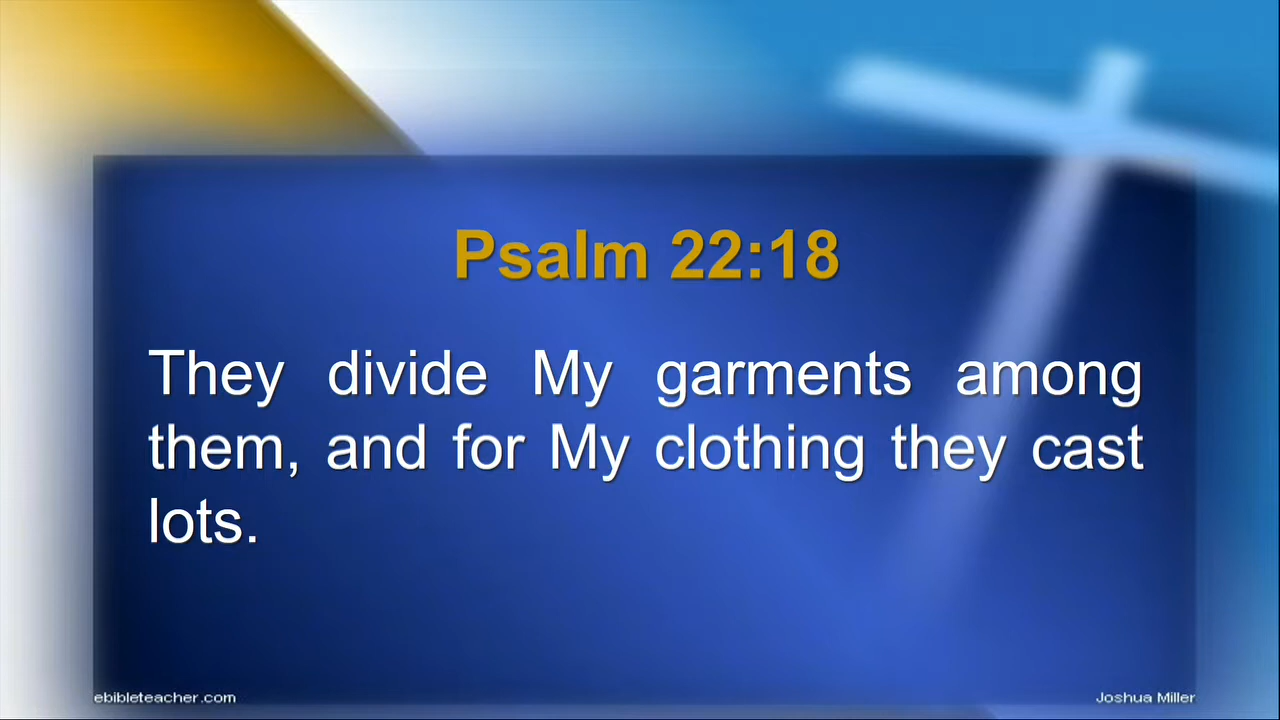 Psalm 22:18
They divide My garments among
them, and for My clothing they cast
lots.
ebibleteacher.com
Joshua Miller